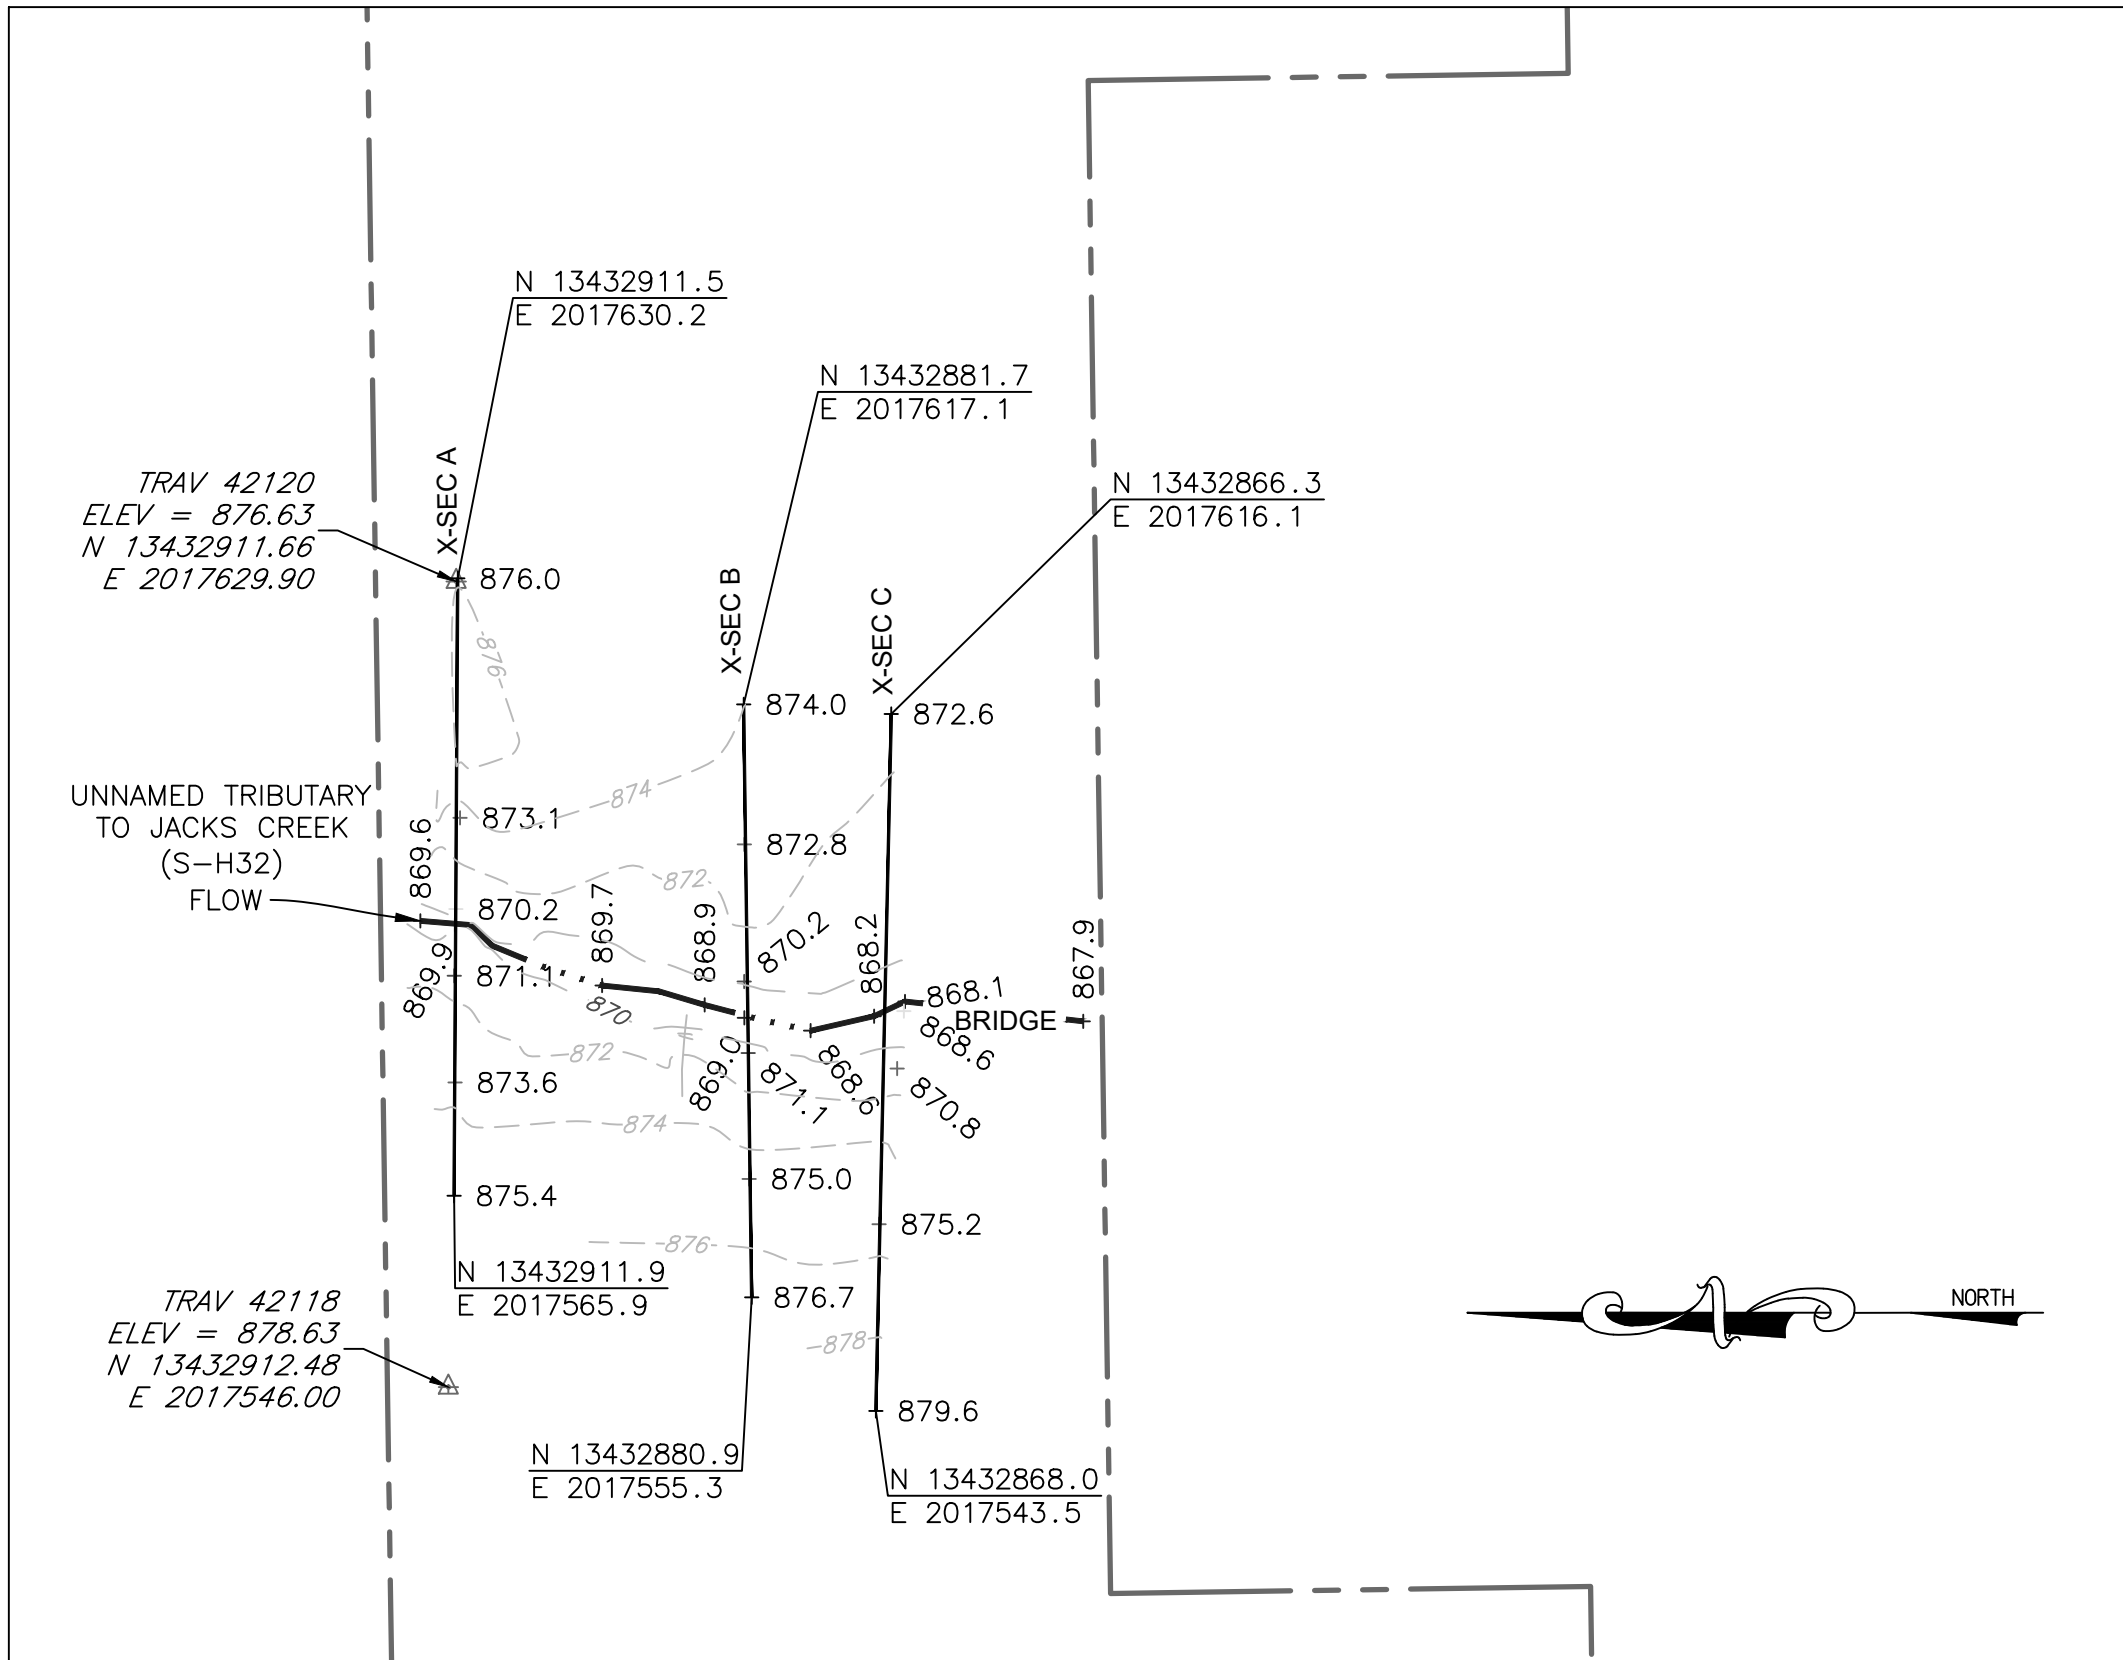 N 13432911.5
E 2017630.2
N 13432881.7
E 2017617.1
N 13432866.3
E 2017616.1
TRAV 42120
ELEV = 876.63
N 13432911.66
E 2017629.90
X-SEC A
X-SEC B
X-SEC C
876.0
876
874.0
872.6
UNNAMED TRIBUTARY
TO JACKS CREEK
(S-H32)
FLOW
869.6
873.1
874
872.8
872
870.2
869.7
868.9
870.2
868.2
867.9
869.9
871.1
870
868.1
BRIDGE
868.6
872
869.0
871.1
868.6
870.8
873.6
874
875.4
875.0
875.2
876
N 13432911.9
E 2017565.9
876.7
878
TRAV 42118
ELEV = 878.63
N 13432912.48
E 2017546.00
879.6
N 13432880.9
E 2017555.3
N 13432868.0
E 2017543.5
NORTH